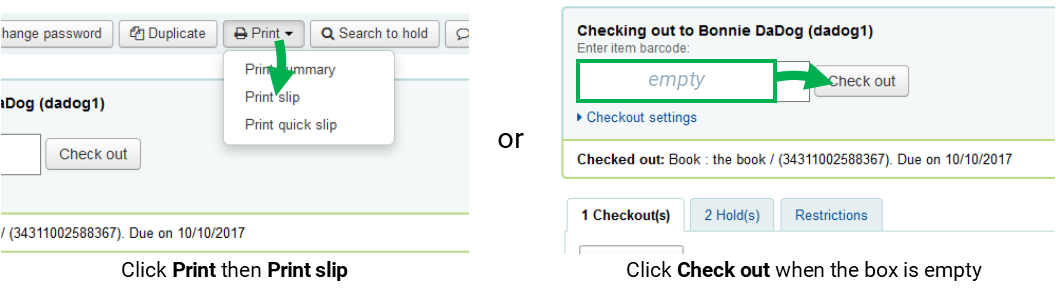 hange password Duplicate Print Search to hold
Print summary
Print slip
Print quick slip
aDog (dadog1)
Check out
/ (34311002588367). Due on 10/10/2017
Click Print then Print slip
or
Checking out to Bonnie DaDog (dadog1)
Enter item barcode:
empty
Check out
Checkout settings
Checked out: Book : the book / (34311002588367). Due on 10/10/2017
1 Checkout(s) 2 Hold(s) Restrictions
Click Check out when the box is empty